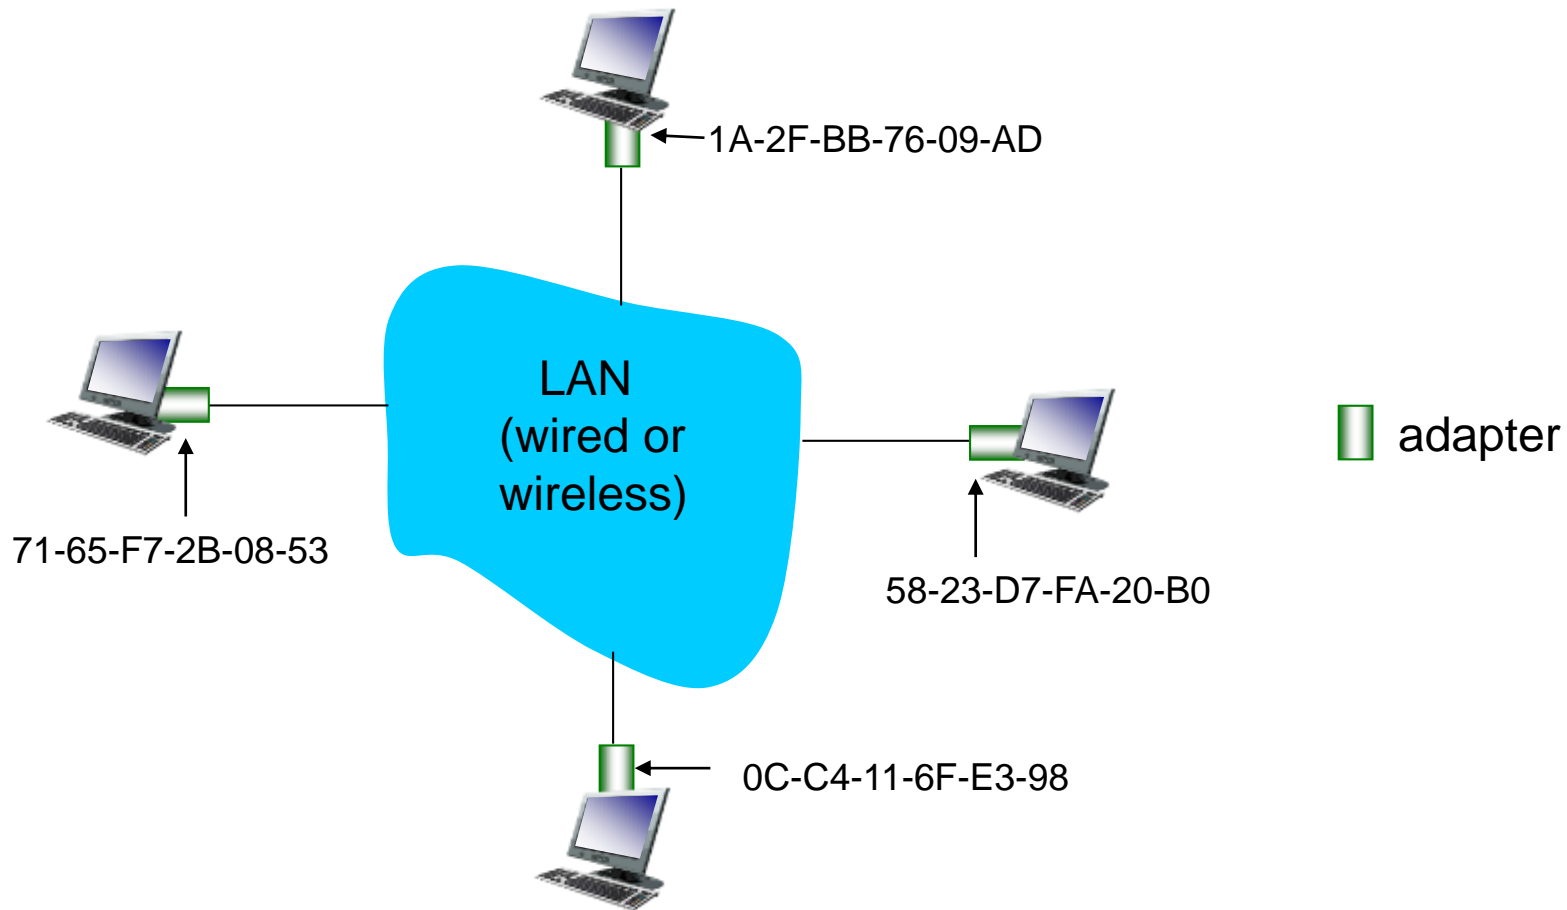 1A-2F-BB-76-09-AD
LAN
(wired or
wireless)
adapter
71-65-F7-2B-08-53
58-23-D7-FA-20-B0
0C-C4-11-6F-E3-98